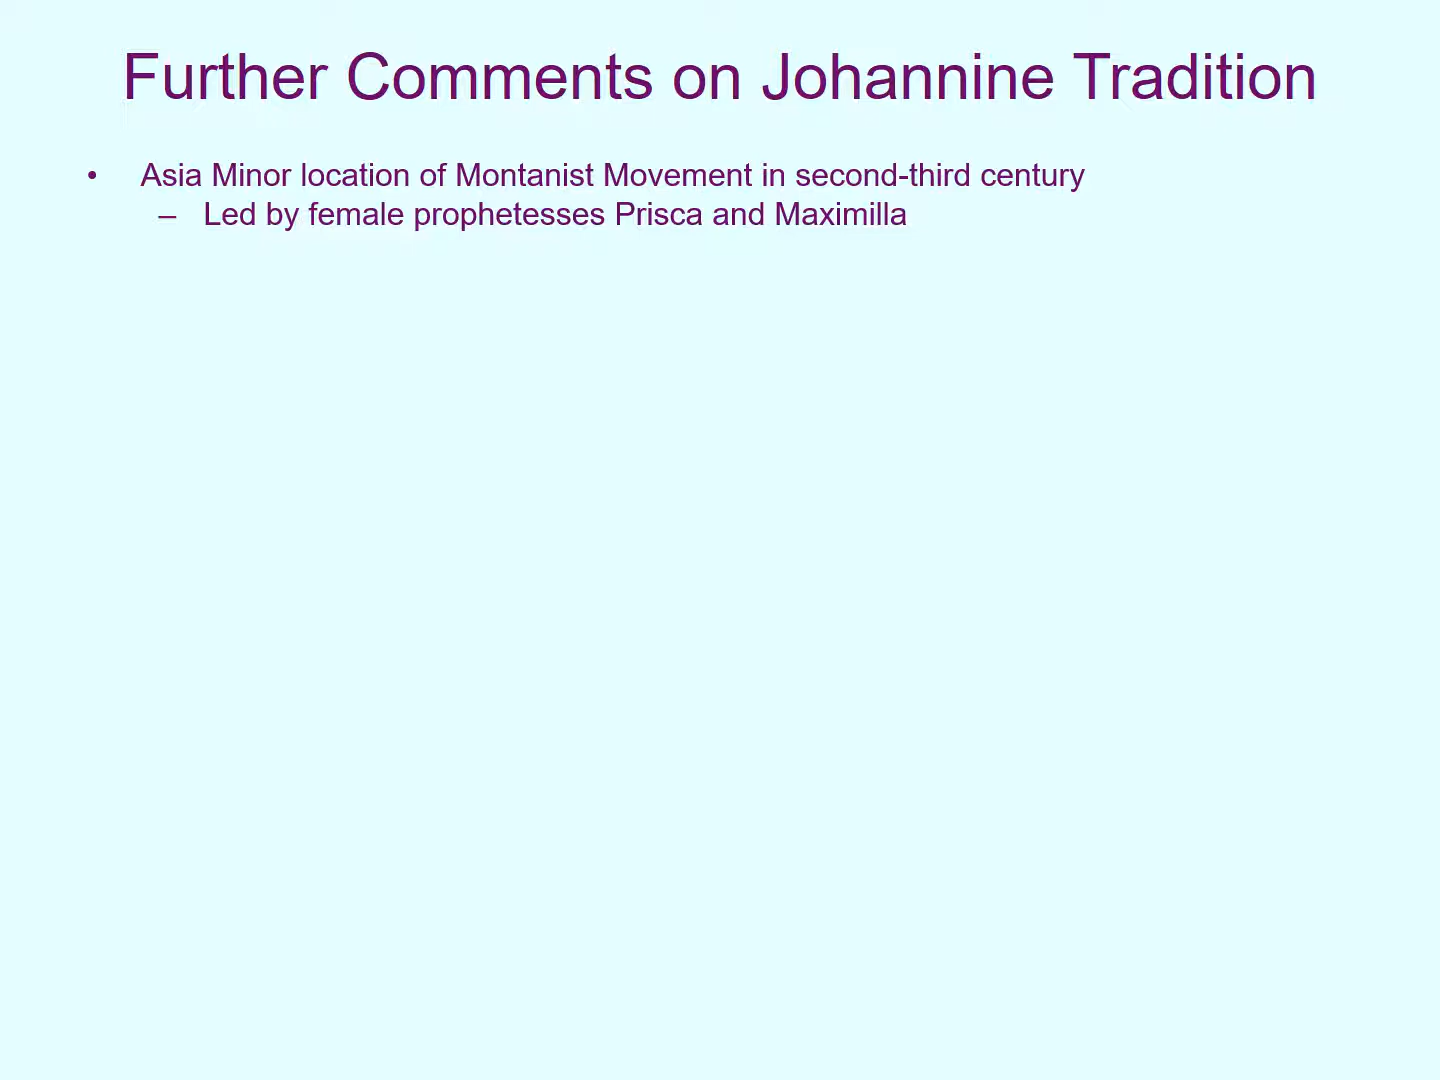 Further Comments on Johannine Tradition
• Asia Minor location of Montanist Movement in second-third century
– Led by female prophetesses Prisca and Maximilla